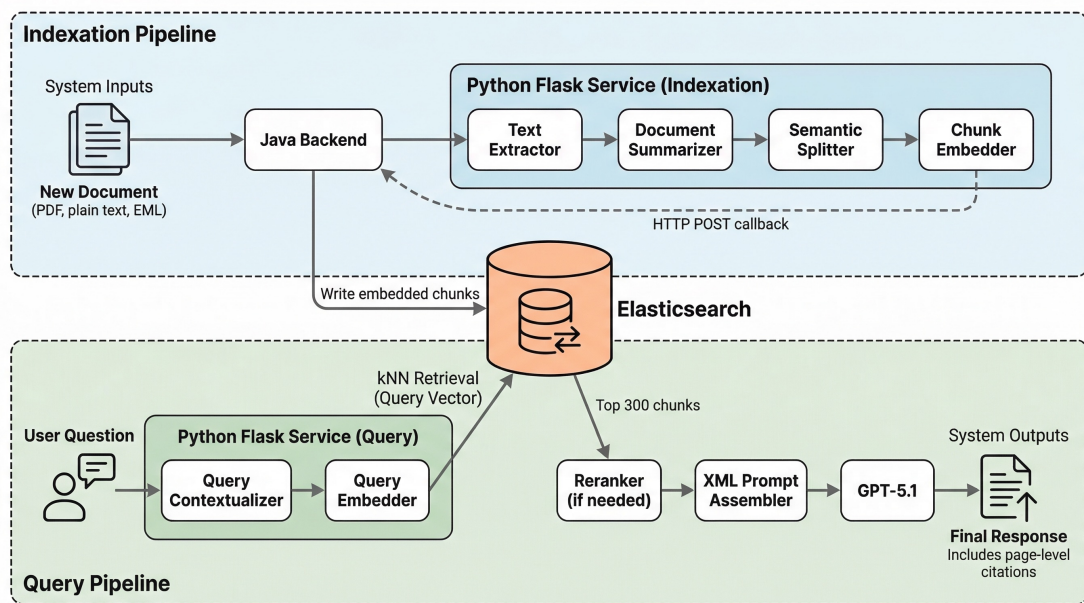 Indexation Pipeline
System Inputs
New Document
(PDF, plain text, EML)
Java Backend
Python Flask Service (Indexation)
Text
Extractor
Document
Summarizer
Semantic
Splitter
Chunk
Embedder
HTTP POST callback
Write embedded chunks
Elasticsearch
kNN Retrieval
(Query Vector)
Top 300 chunks
User Question
Python Flask Service (Query)
Query
Contextualizer
Query
Embedder
Reranker
(if needed)
XML Prompt
Assembler
GPT-5.1
System Outputs
Final Response
Includes page-level
citations
Query Pipeline